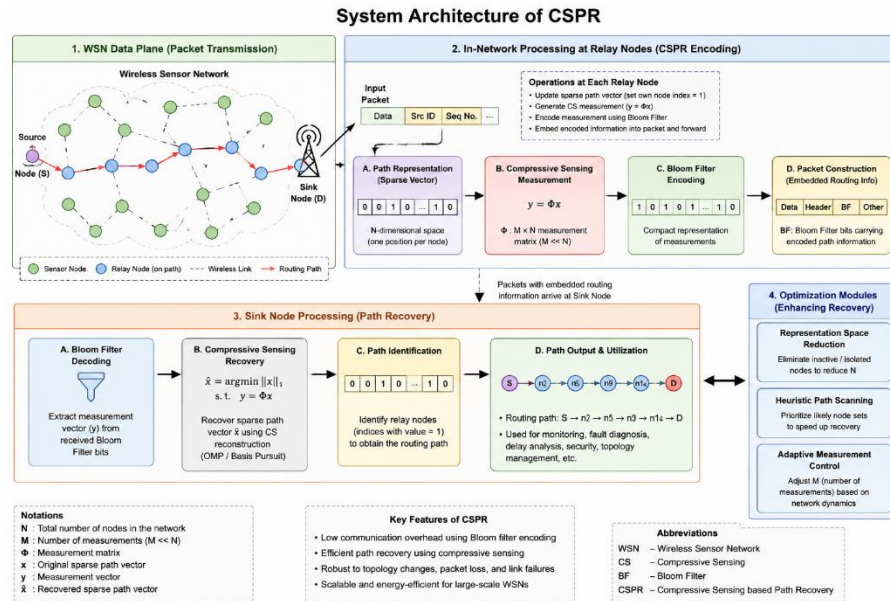 System Architecture of CSPR
1. WSN Data Plane (Packet Transmission)
Wireless Sensor Network
Source
Node (S)
Sink
Node (D)
Sensor Node
Relay Node (on path)
Wireless Link
Routing Path
2. In-Network Processing at Relay Nodes (CSPR Encoding)
Input
Packet
Data Src ID Seq No. ...
Operations at Each Relay Node
• Update sparse path vector (set own node index = 1)
• Generate CS measurement (y = Φx)
• Encode measurement using Bloom Filter
• Embed encoded information into packet and forward
A. Path Representation
(Sparse Vector)
0 0 1 0 ... 1 0
N-dimensional space
(one position per node)
B. Compressive Sensing
Measurement
y = Φx
Φ : M × N measurement
matrix (M << N)
C. Bloom Filter
Encoding
1 0 1 0 1 ... 1 0
Compact representation
of measurements
D. Packet Construction
(Embedded Routing Info)
Data Header BF Other
BF: Bloom Filter bits carrying
encoded path information
Packets with embedded routing
information arrive at Sink Node
3. Sink Node Processing (Path Recovery)
A. Bloom Filter
Decoding
Extract measurement
vector (y) from
received Bloom
Filter bits
B. Compressive Sensing
Recovery
x̂ = argmin ||x||₁
s. t. y = Φx
Recover sparse path
vector x̂ using CS
reconstruction
(OMP / Basis Pursuit)
C. Path Identification
0 0 1 0 ... 1 0
Identify relay nodes
(indices with value = 1)
to obtain the routing path
D. Path Output & Utilization
S n2 n5 n9 n14 D
• Routing path: S → n2 → n5 → n9 → n14 → D
• Used for monitoring, fault diagnosis,
delay analysis, security, topology
management, etc.
4. Optimization Modules
(Enhancing Recovery)
Representation Space
Reduction
Eliminate inactive / isolated
nodes to reduce N
Heuristic Path Scanning
Prioritize likely node sets
to speed up recovery
Adaptive Measurement
Control
Adjust M (number of
measurements) based on
network dynamics
Notations
N : Total number of nodes in the network
M : Number of measurements (M << N)
Φ : Measurement matrix
x : Original sparse path vector
y : Measurement vector
x̂ : Recovered sparse path vector
Key Features of CSPR
• Low communication overhead using Bloom filter encoding
• Efficient path recovery using compressive sensing
• Robust to topology changes, packet loss, and link failures
• Scalable and energy-efficient for large-scale WSNs
Abbreviations
WSN – Wireless Sensor Network
CS – Compressive Sensing
BF – Bloom Filter
CSPR – Compressive Sensing based Path Recovery